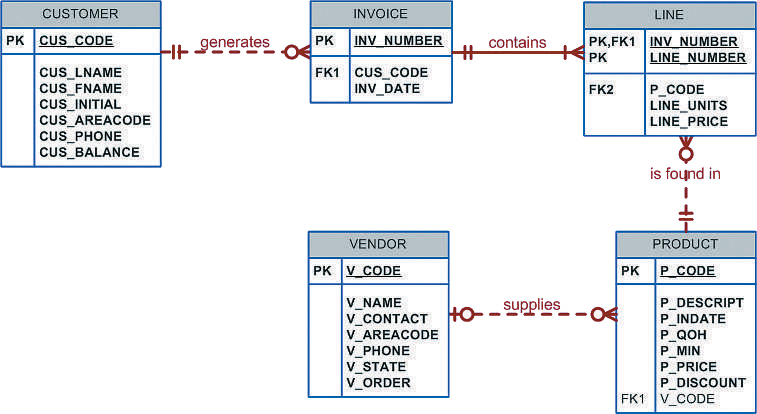 CUSTOMER
PK CUS_CODE
CUS_LNAME
CUS_FNAME
CUS_INITIAL
CUS_AREACODE
CUS_PHONE
CUS_BALANCE
generates
INVOICE
PK INV_NUMBER
FK1 CUS_CODE
INV_DATE
contains
LINE
PK,FK1 INV_NUMBER
PK LINE_NUMBER
FK2 P_CODE
LINE_UNITS
LINE_PRICE
is found in
VENDOR
PK V_CODE
V_NAME
V_CONTACT
V_AREACODE
V_PHONE
V_STATE
V_ORDER
supplies
PRODUCT
PK P_CODE
P_DESCRIPT
P_INDATE
P_QOH
P_MIN
P_PRICE
P_DISCOUNT
FK1 V_CODE